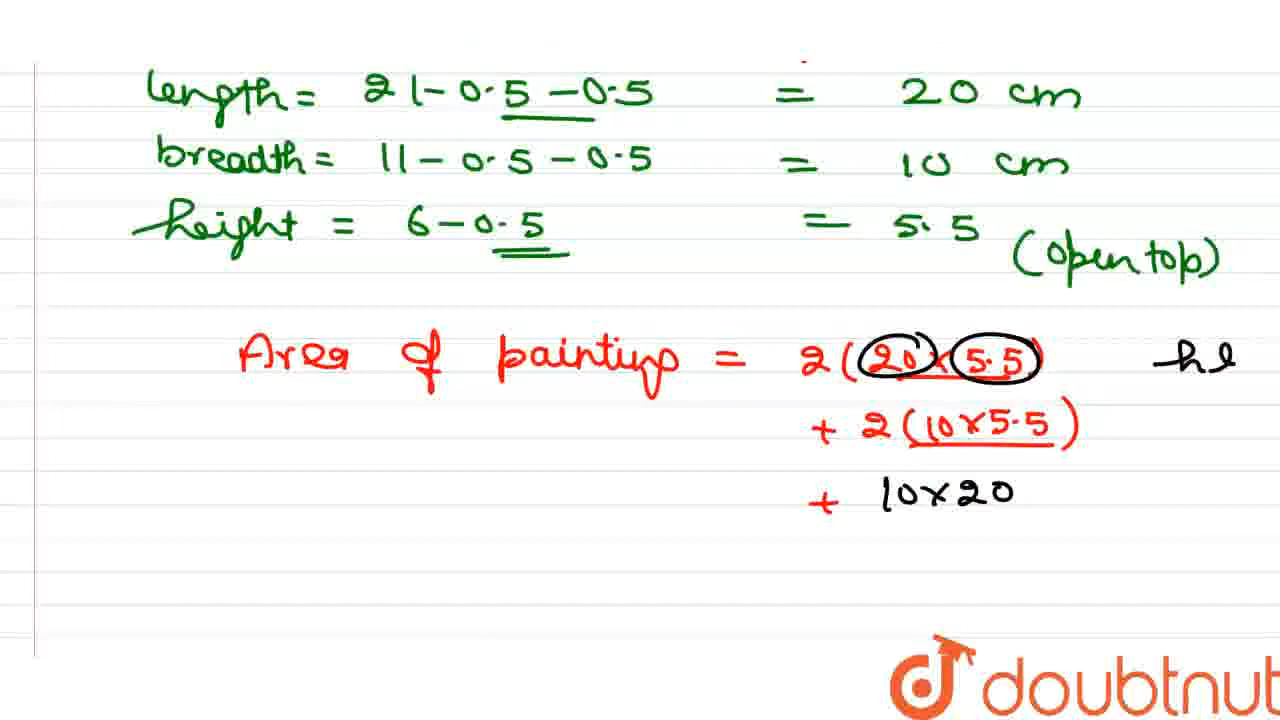 length = 21 - 0.5 - 0.5 = 20 cm
breadth = 11 - 0.5 - 0.5 = 10 cm
height = 6 - 0.5 = 5.5 (open top)
Area of painting = 2 (20 x 5.5) hl
+ 2 (10 x 5.5)
+ 10 x 20
doubtnut